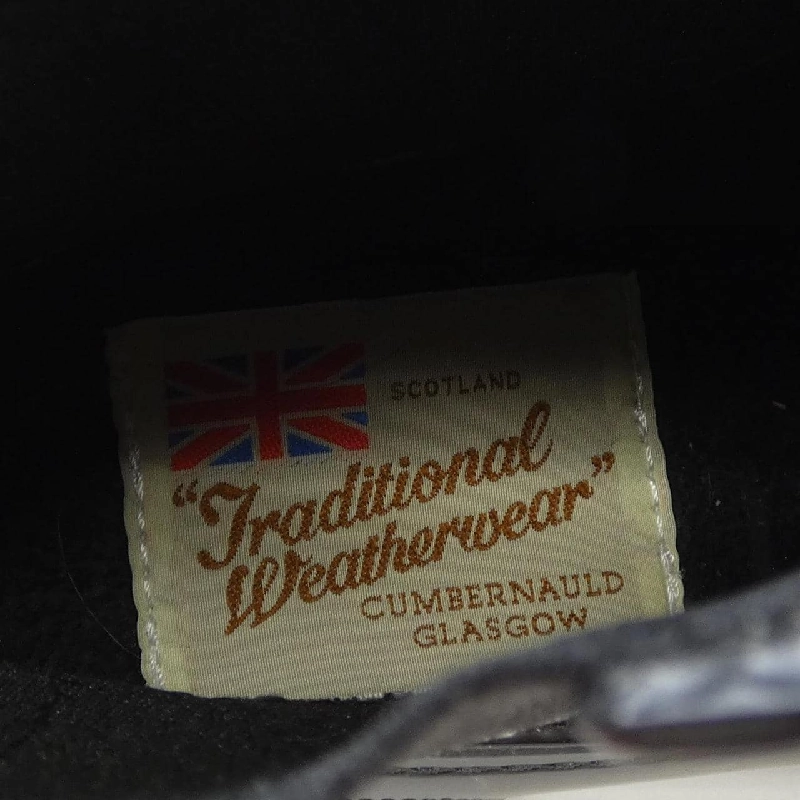 SCOTLAND
“Traditional
Weatherwear”
CUMBERNAULD
GLASGOW